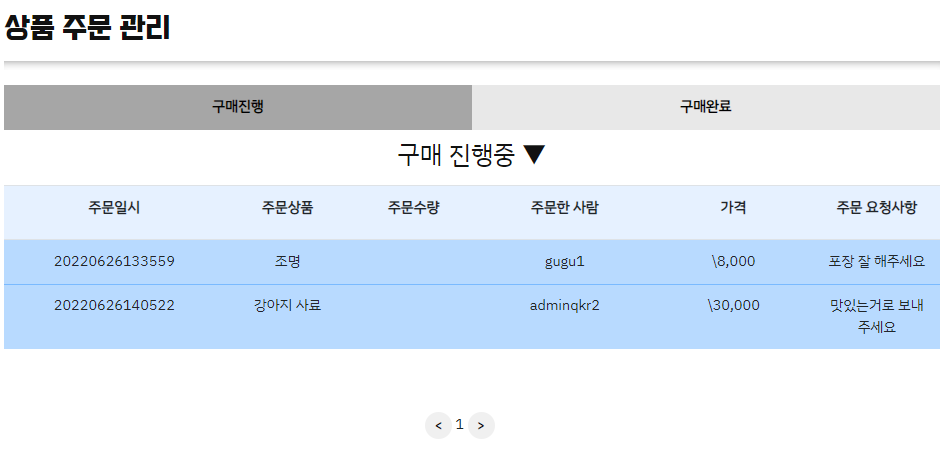 상품 주문 관리
구매진행 구매완료
구매 진행중 ▼
주문일시 주문상품 주문수량 주문한 사람 가격 주문 요청사항
20220626133559 조명 gugu1 \8,000 포장 잘 해주세요
20220626140522 강아지 사료 adminqkr2 \30,000 맛있는거로 보내
주세요
< 1 >